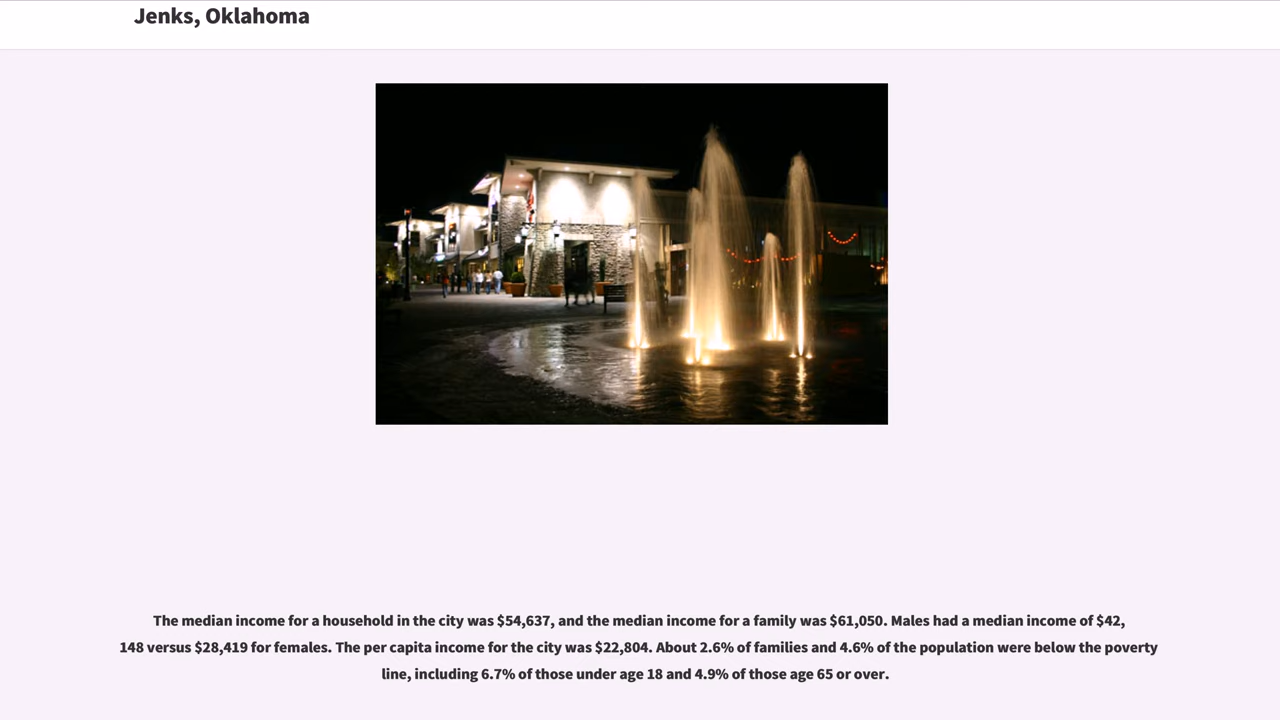 Jenks, Oklahoma
The median income for a household in the city was $54,637, and the median income for a family was $61,050. Males had a median income of $42,
148 versus $28,419 for females. The per capita income for the city was $22,804. About 2.6% of families and 4.6% of the population were below the poverty
line, including 6.7% of those under age 18 and 4.9% of those age 65 or over.